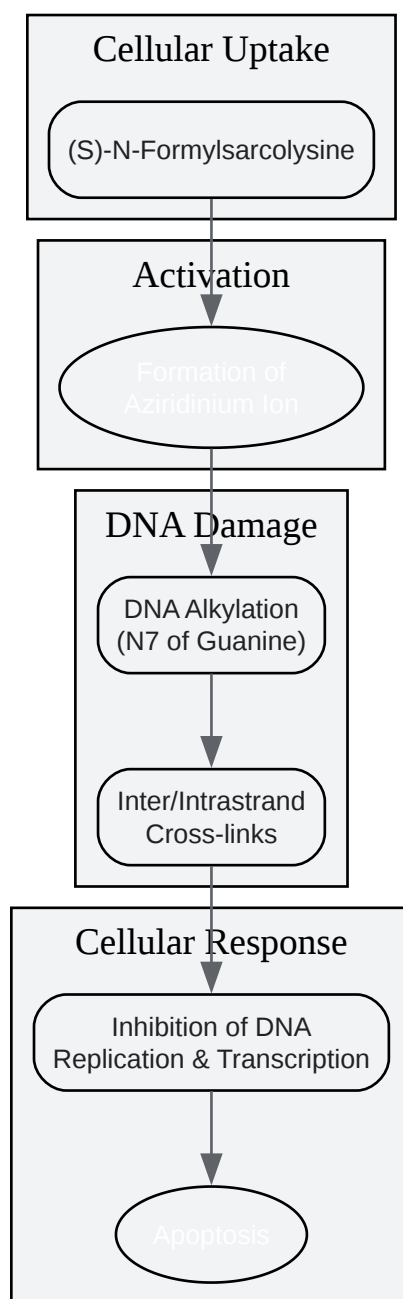 Cellular Uptake
(S)-N-Formylsarcolysine
Activation
Formation of
Aziridinium Ion
DNA Damage
DNA Alkylation
(N7 of Guanine)
Inter/Intrastrand
Cross-links
Cellular Response
Inhibition of DNA
Replication & Transcription
Apoptosis